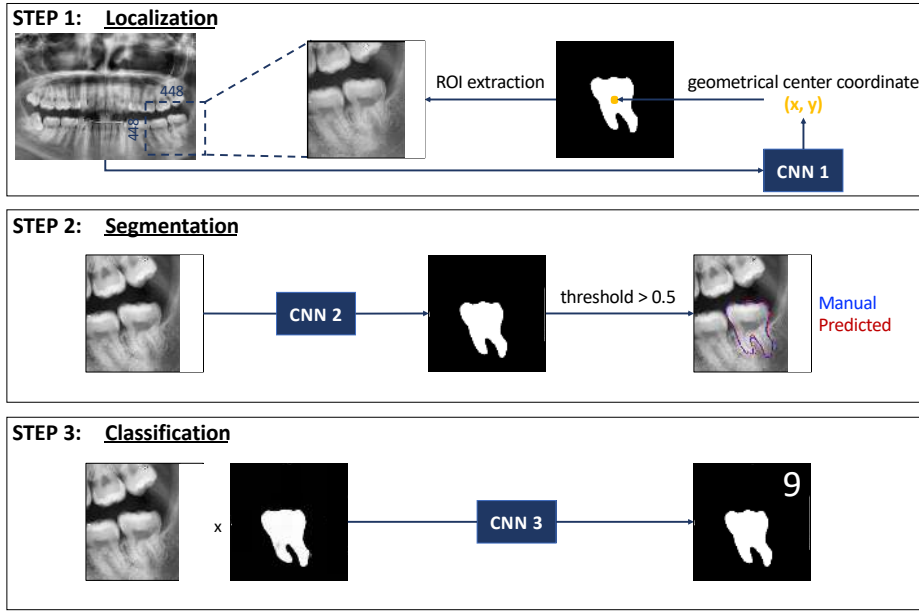 STEP 1: Localization
448
448
ROI extraction
geometrical center coordinate
(x, y)
CNN 1
STEP 2: Segmentation
CNN 2
threshold > 0.5
Manual
Predicted
STEP 3: Classification
x
CNN 3
9